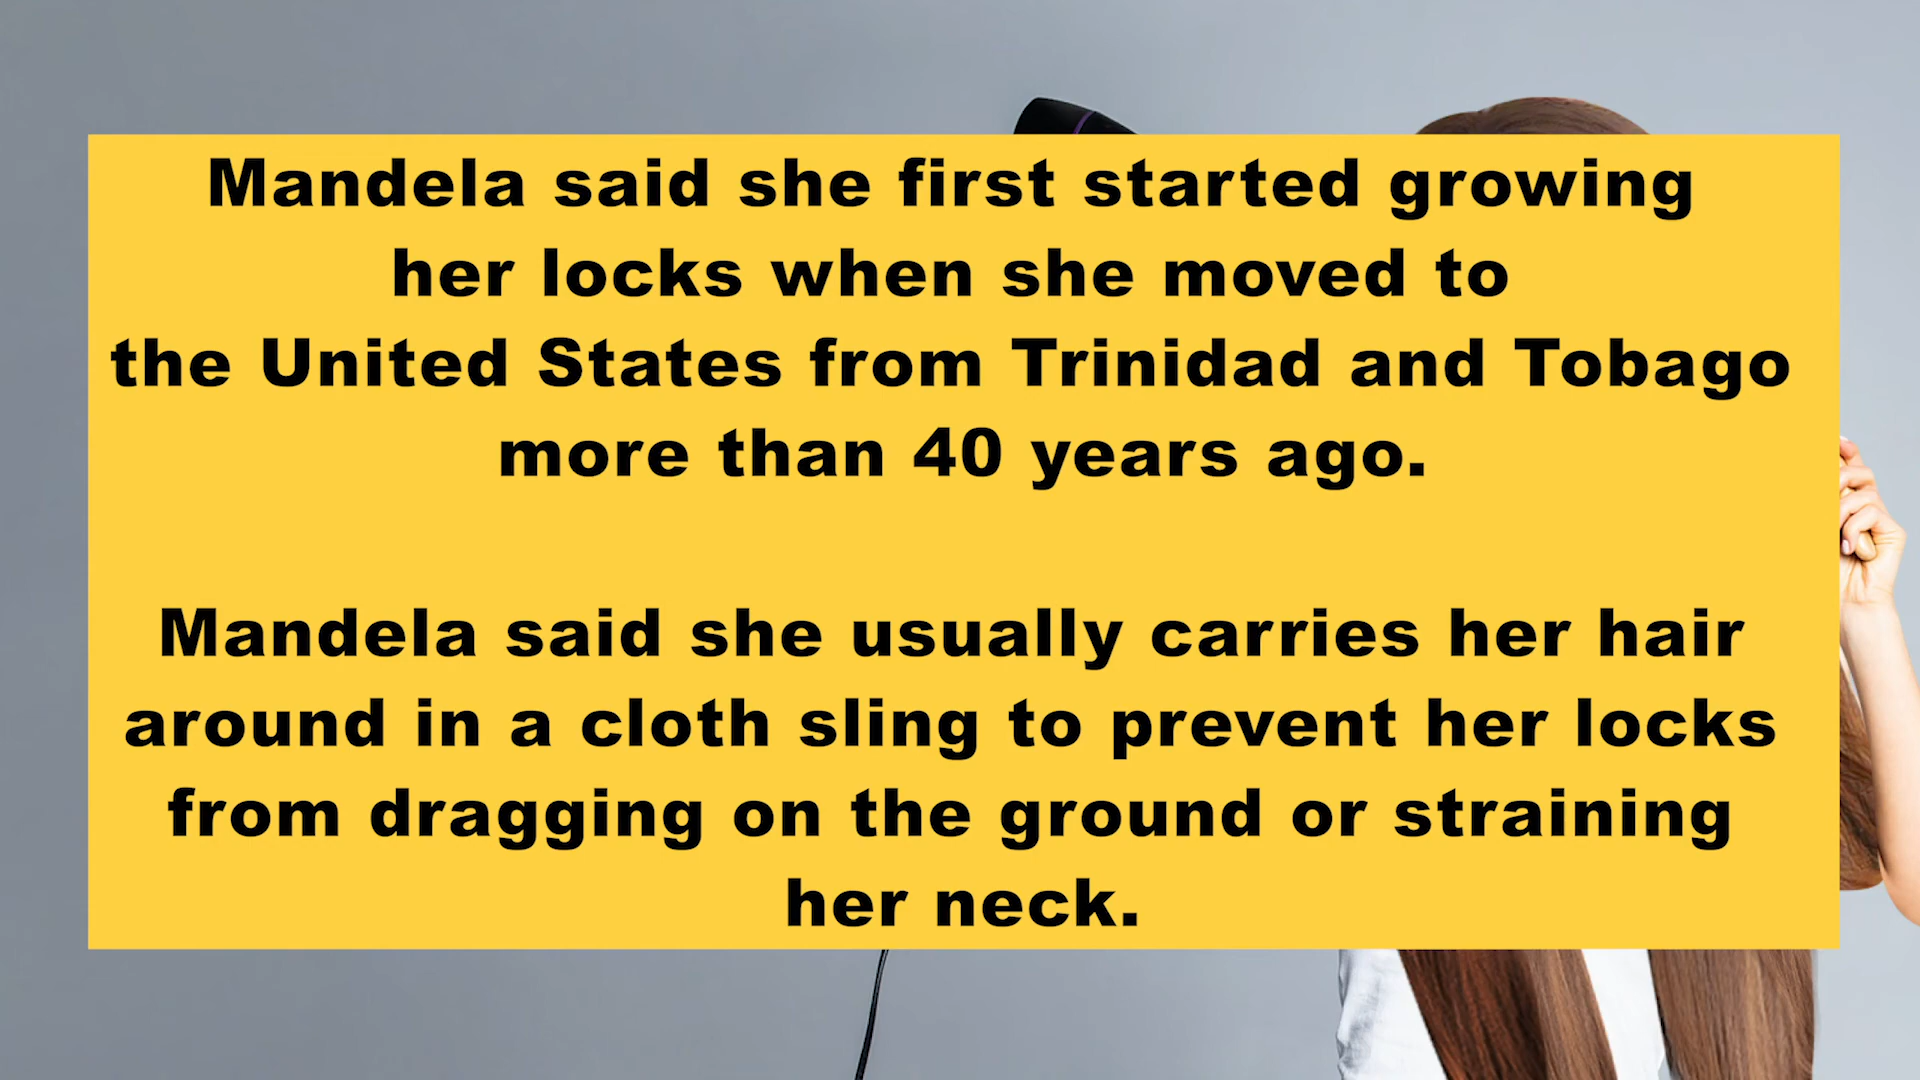 Mandela said she first started growing
her locks when she moved to
the United States from Trinidad and Tobago
more than 40 years ago.
Mandela said she usually carries her hair
around in a cloth sling to prevent her locks
from dragging on the ground or straining
her neck.